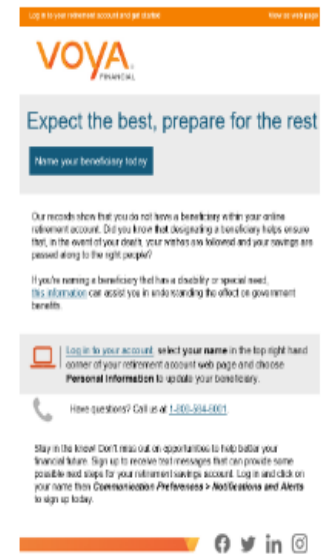 Log in to your retirement account and get started
View as web page
VOYA
FINANCIAL
Expect the best, prepare for the rest
Name your beneficiary today
Our records show that you do not have a beneficiary within your online
retirement account. Did you know that designating a beneficiary helps ensure
that, in the event of your death, your wishes are followed and your savings are
passed along to the right people?
If you're naming a beneficiary that has a disability or special need,
this information can assist you in understanding the effect on government
benefits.
Log in to your account, select your name in the top right hand
corner of your retirement account web page and choose
Personal Information to update your beneficiary.
Have questions? Call us at 1-800-584-6001
Stay in the know! Don't miss out on opportunities to help better your
financial future. Sign up to receive text messages that can provide some
possible next steps for your retirement savings. Log in and click on
your name then Communication Preferences > Notifications and Alerts
to sign up today.